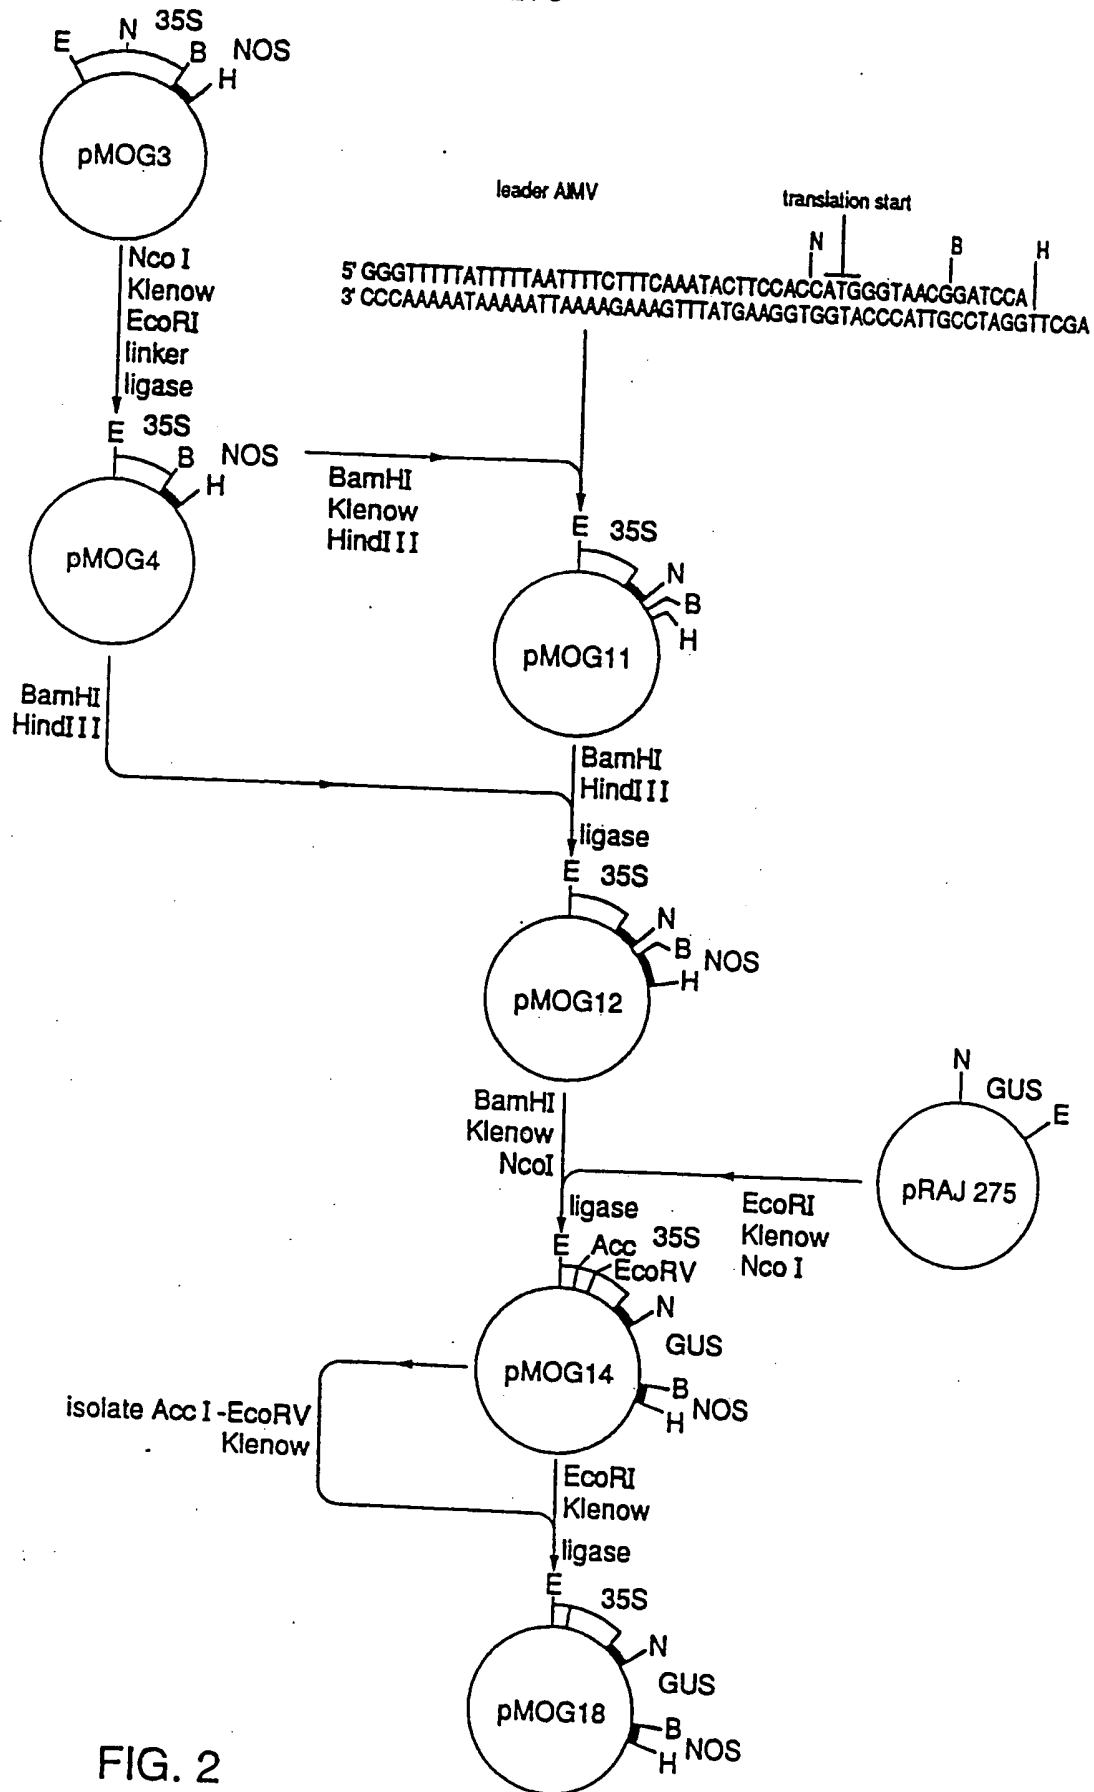 E N 35S B NOS
H
pMOG3
leader AIMV
translation start
N B H
5' GGGTTTTTATTTTTAATTTTCTTTCAAATACTTCCACCATGGGTAACGGATCCA
3' CCCAAAAATAAAAATTAAAAGAAAGTTTATGAAGGTGGTACCCATTGCCTAGGTTCGA
Nco I
Klenow
EcoRI
linker
ligase
E 35S B NOS
H
pMOG4
BamHI
Klenow
HindIII
E 35S
N
B
H
pMOG11
BamHI
HindIII
BamHI
HindIII
ligase
E 35S
N
B NOS
H
pMOG12
BamHI
Klenow
NcoI
ligase
N
GUS
E
pRAJ 275
EcoRI
Klenow
Nco I
E Acc 35S
EcoRV
N
GUS
pMOG14
B
H NOS
isolate Acc I-EcoRV
Klenow
EcoRI
Klenow
ligase
E 35S
N
GUS
pMOG18
B
H NOS
FIG. 2